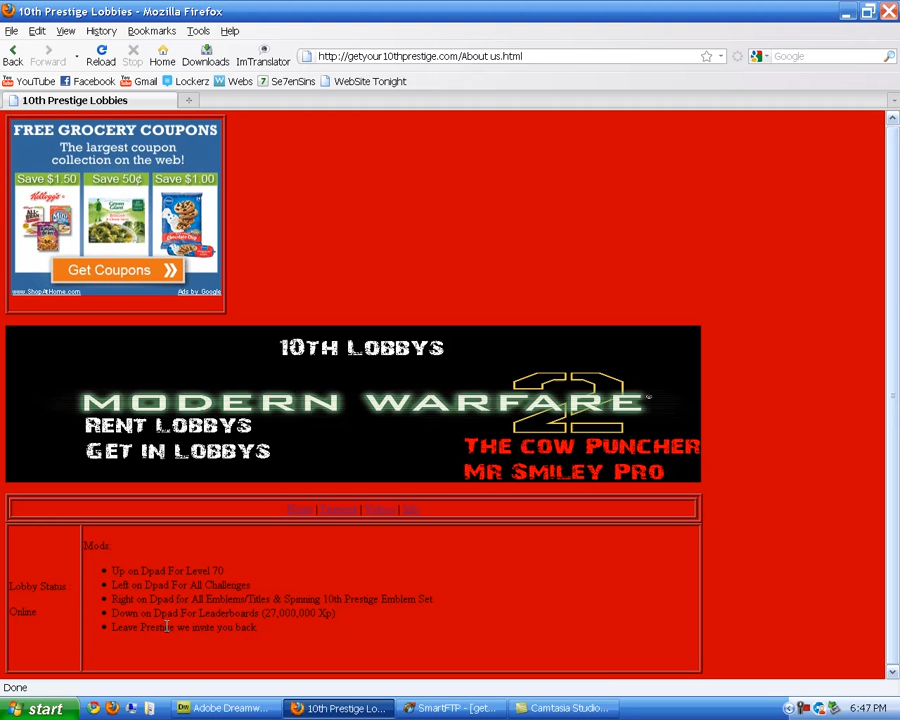 10th Prestige Lobbies - Mozilla Firefox
File Edit View History Bookmarks Tools Help
Back Forward Reload Stop Home Downloads ImTranslator http://getyour10thprestige.com/About us.html Google
YouTube Facebook Gmail Lockerz Webs Se7enSins WebSite Tonight
10th Prestige Lobbies
FREE GROCERY COUPONS
The largest coupon
collection on the web!
Save $1.50 Save 50¢ Save $1.00
Get Coupons
www.ShopAtHome.com Ads by Google
10TH LOBBYS
MODERN WARFARE 2
RENT LOBBYS
GET IN LOBBYS
THE COW PUNCHER
MR SMILEY PRO
Mods:
Up on Dpad For Level 70
Left on Dpad For All Challenges
Lobby Status :
Right on Dpad for All Emblems/Titles & Spinning 10th Prestige Emblem Set
Online
Down on Dpad For Leaderboards (27,000,000 Xp)
Leave Prestige we invite you back
Done
start Adobe Dreamw... 10th Prestige Lo... SmartFTP - [get... Camtasia Studio... 6:47 PM